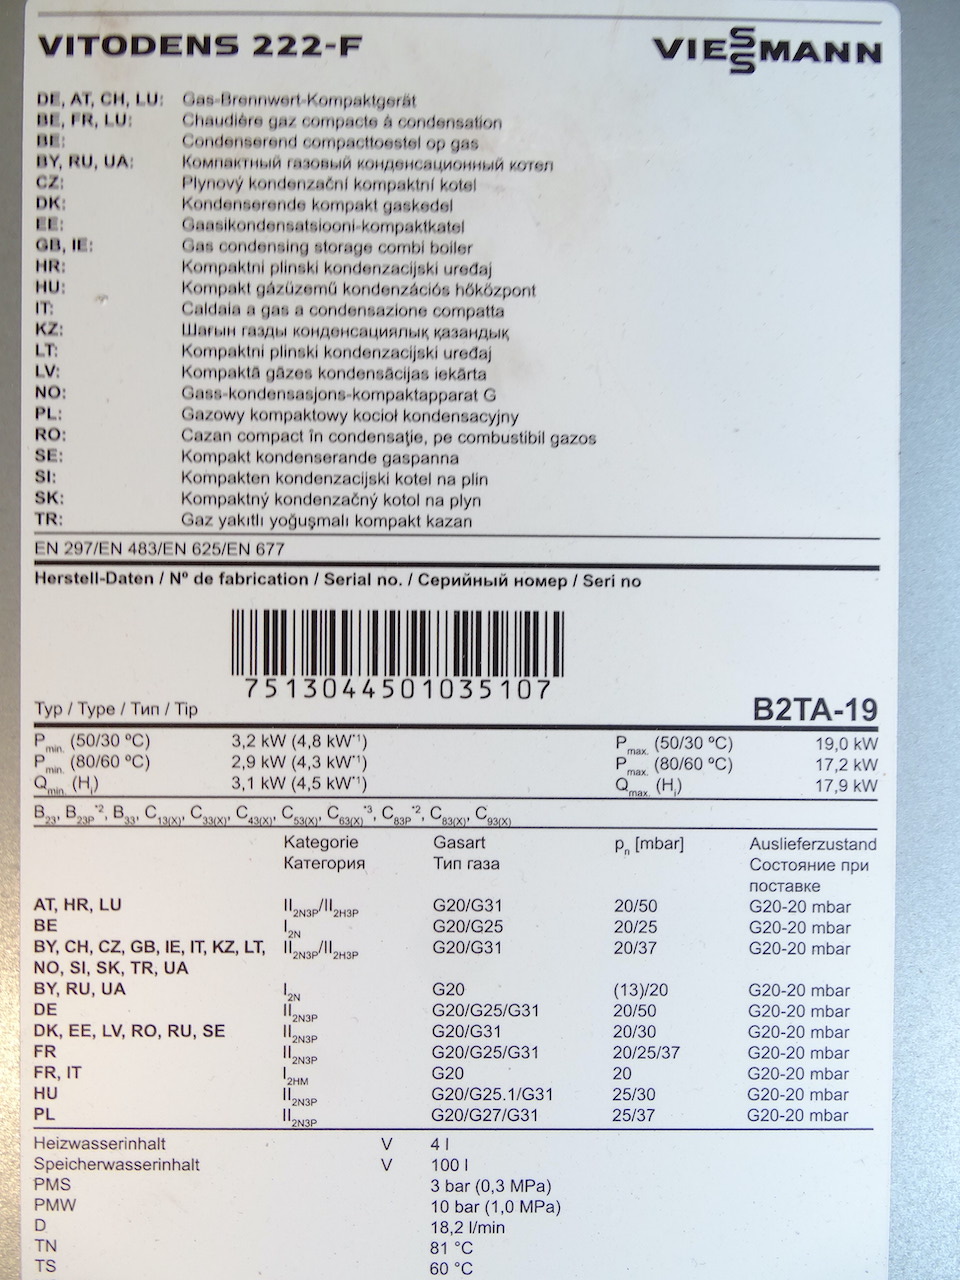 VITODENS 222-F VIESSMANN
DE, AT, CH, LU: Gas-Brennwert-Kompaktgerät
BE, FR, LU: Chaudière gaz compacte à condensation
BE: Condenserend compacttoestel op gas
BY, RU, UA: Компактный газовый конденсационный котел
CZ: Plynový kondenzační kompaktní kotel
DK: Kondenserende kompakt gaskedel
EE: Gaasikondensatsiooni-kompaktkatel
GB, IE: Gas condensing storage combi boiler
HR: Kompaktni plinski kondenzacijski uređaj
HU: Kompakt gázüzemű kondenzációs hőközpont
IT: Caldaia a gas a condensazione compatta
KZ: Шағын газды конденсациялық қазандық
LT: Kompaktni plinski kondenzacijski uređaj
LV: Kompaktā gāzes kondensācijas iekārta
NO: Gass-kondensasjons-kompaktapparat G
PL: Gazowy kompaktowy kocioł kondensacyjny
RO: Cazan compact în condensaţie, pe combustibil gazos
SE: Kompakt kondenserande gaspanna
SI: Kompakten kondenzacijski kotel na plin
SK: Kompaktný kondenzačný kotol na plyn
TR: Gaz yakıtlı yoğuşmalı kompakt kazan
EN 297/EN 483/EN 625/EN 677
Herstell-Daten / Nº de fabrication / Serial no. / Серийный номер / Seri no
7513044501035107
Typ / Type / Тип / Tip B2TA-19
Pmin. (50/30 ºC) 3,2 kW (4,8 kW*1) Pmax. (50/30 ºC) 19,0 kW
Pmin. (80/60 ºC) 2,9 kW (4,3 kW*1) Pmax. (80/60 ºC) 17,2 kW
Qmin. (Hi) 3,1 kW (4,5 kW*1) Qmax. (Hi) 17,9 kW
B23, B23P*2, B33, C13(X), C33(X), C43(X), C53(X), C63(X)*3, C83P*2, C83(X), C93(X)
Kategorie Gasart pn [mbar] Auslieferzustand
Категория Тип газа Состояние при
поставке
AT, HR, LU II2N3P/II2H3P G20/G31 20/50 G20-20 mbar
BE I2N G20/G25 20/25 G20-20 mbar
BY, CH, CZ, GB, IE, IT, KZ, LT, II2N3P/II2H3P G20/G31 20/37 G20-20 mbar
NO, SI, SK, TR, UA
BY, RU, UA I2N G20 (13)/20 G20-20 mbar
DE II2N3P G20/G25/G31 20/50 G20-20 mbar
DK, EE, LV, RO, RU, SE II2N3P G20/G31 20/30 G20-20 mbar
FR II2N3P G20/G25/G31 20/25/37 G20-20 mbar
FR, IT I2HM G20 20 G20-20 mbar
HU II2N3P G20/G25.1/G31 25/30 G20-20 mbar
PL II2N3P G20/G27/G31 25/37 G20-20 mbar
Heizwasserinhalt V 4 l
Speicherwasserinhalt V 100 l
PMS 3 bar (0,3 MPa)
PMW 10 bar (1,0 MPa)
D 18,2 l/min
TN 81 °C
TS 60 °C